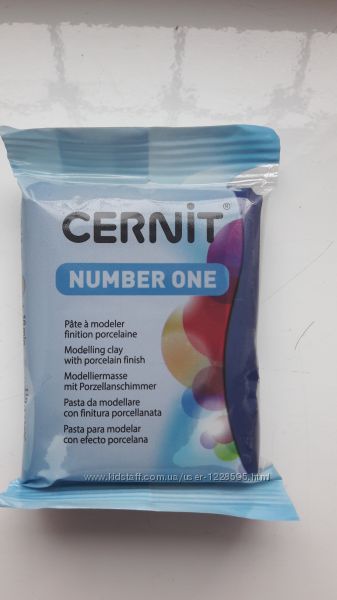 CERNIT®
NUMBER ONE
Pâte à modeler
finition porcelaine
Modelling clay
with porcelain finish
Modelliermasse
mit Porzellanschimmer
Pasta da modellare
con finitura porcellanata
Pasta para modelar
con efecto porcelana
www.kidstaff.com.ua/user-1228595.html